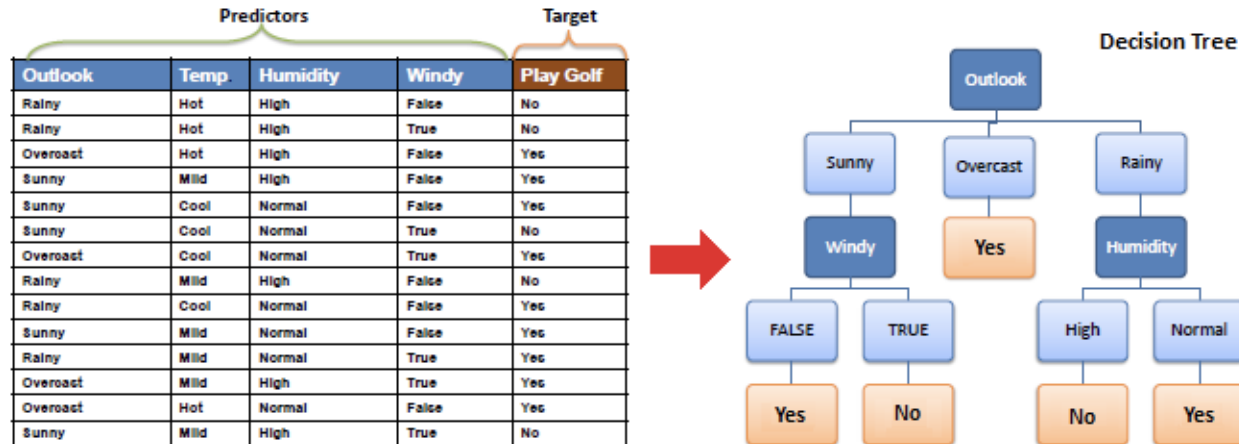 Predictors Target
Outlook Temp. Humidity Windy Play Golf
Rainy Hot High False No
Rainy Hot High True No
Overcast Hot High False Yes
Sunny Mild High False Yes
Sunny Cool Normal False Yes
Sunny Cool Normal True No
Overcast Cool Normal True Yes
Rainy Mild High False No
Rainy Cool Normal False Yes
Sunny Mild Normal False Yes
Rainy Mild Normal True Yes
Overcast Mild High True Yes
Overcast Hot Normal False Yes
Sunny Mild High True No
Decision Tree
Outlook
Sunny Overcast Rainy
Windy Yes Humidity
FALSE TRUE High Normal
Yes No No Yes